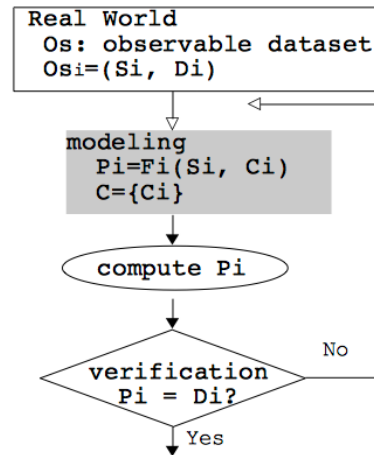 Real World
Os: observable dataset
Osi=(Si, Di)
modeling
Pi=Fi(Si, Ci)
C={Ci}
compute Pi
No
verification
Pi = Di?
Yes